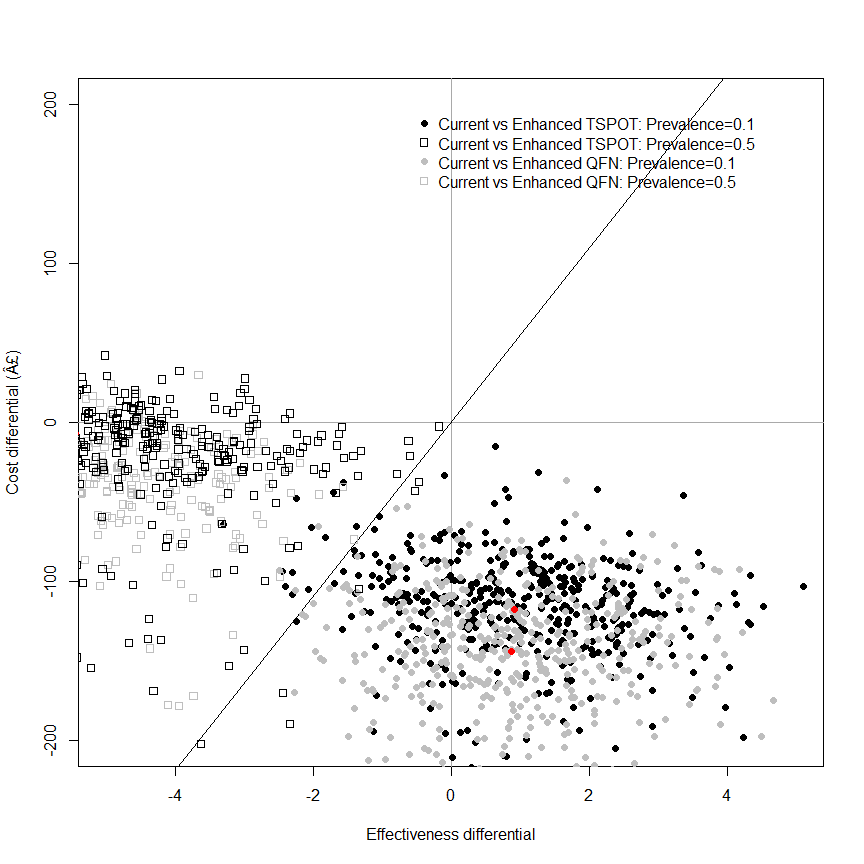 Current vs Enhanced TSPOT: Prevalence=0.1
Current vs Enhanced TSPOT: Prevalence=0.5
Current vs Enhanced QFN: Prevalence=0.1
Current vs Enhanced QFN: Prevalence=0.5
200
100
0
-100
-200
Cost differential (Â£)
-4
-2
0
2
4
Effectiveness differential